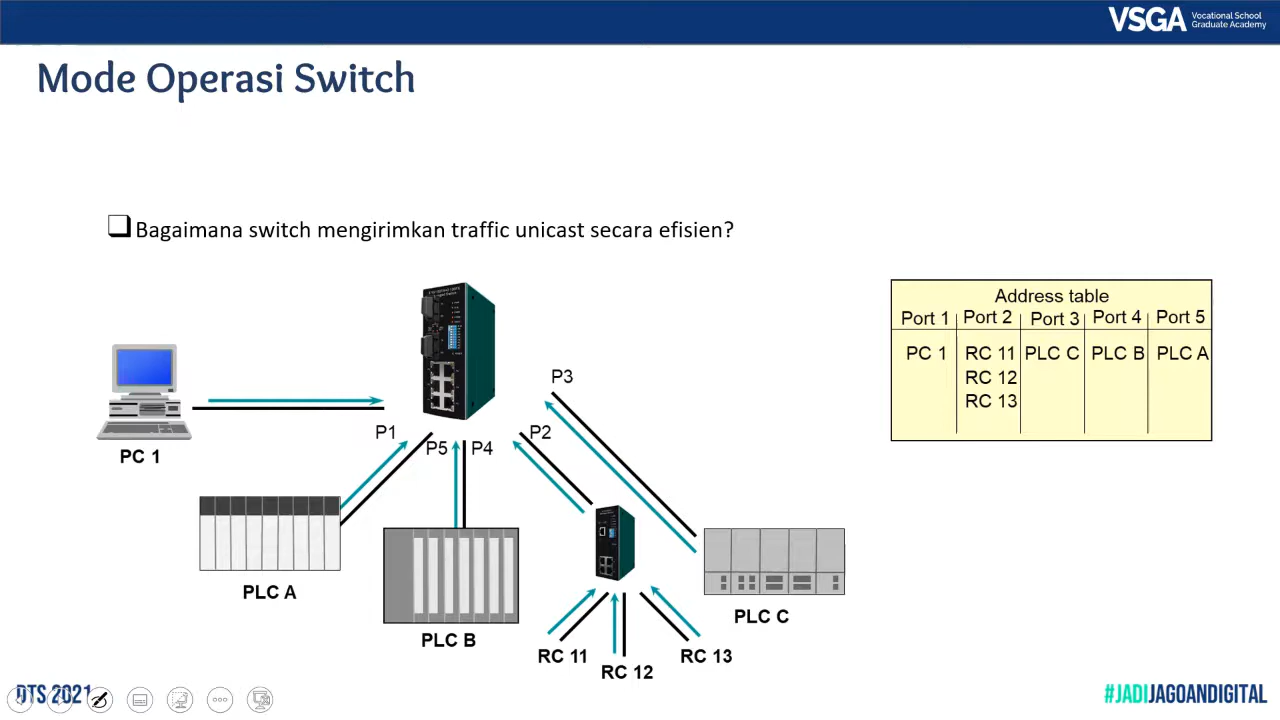 VSGA Vocational School
Graduate Academy
Mode Operasi Switch
❑ Bagaimana switch mengirimkan traffic unicast secara efisien?
Address table
Port 1 Port 2 Port 3 Port 4 Port 5
PC 1 RC 11 PLC C PLC B PLC A
RC 12
RC 13
P3
P1
P5
P4
P2
PC 1
PLC A
PLC B
PLC C
RC 11
RC 12
RC 13
DTS 2021
#JADIJAGOANDIGITAL